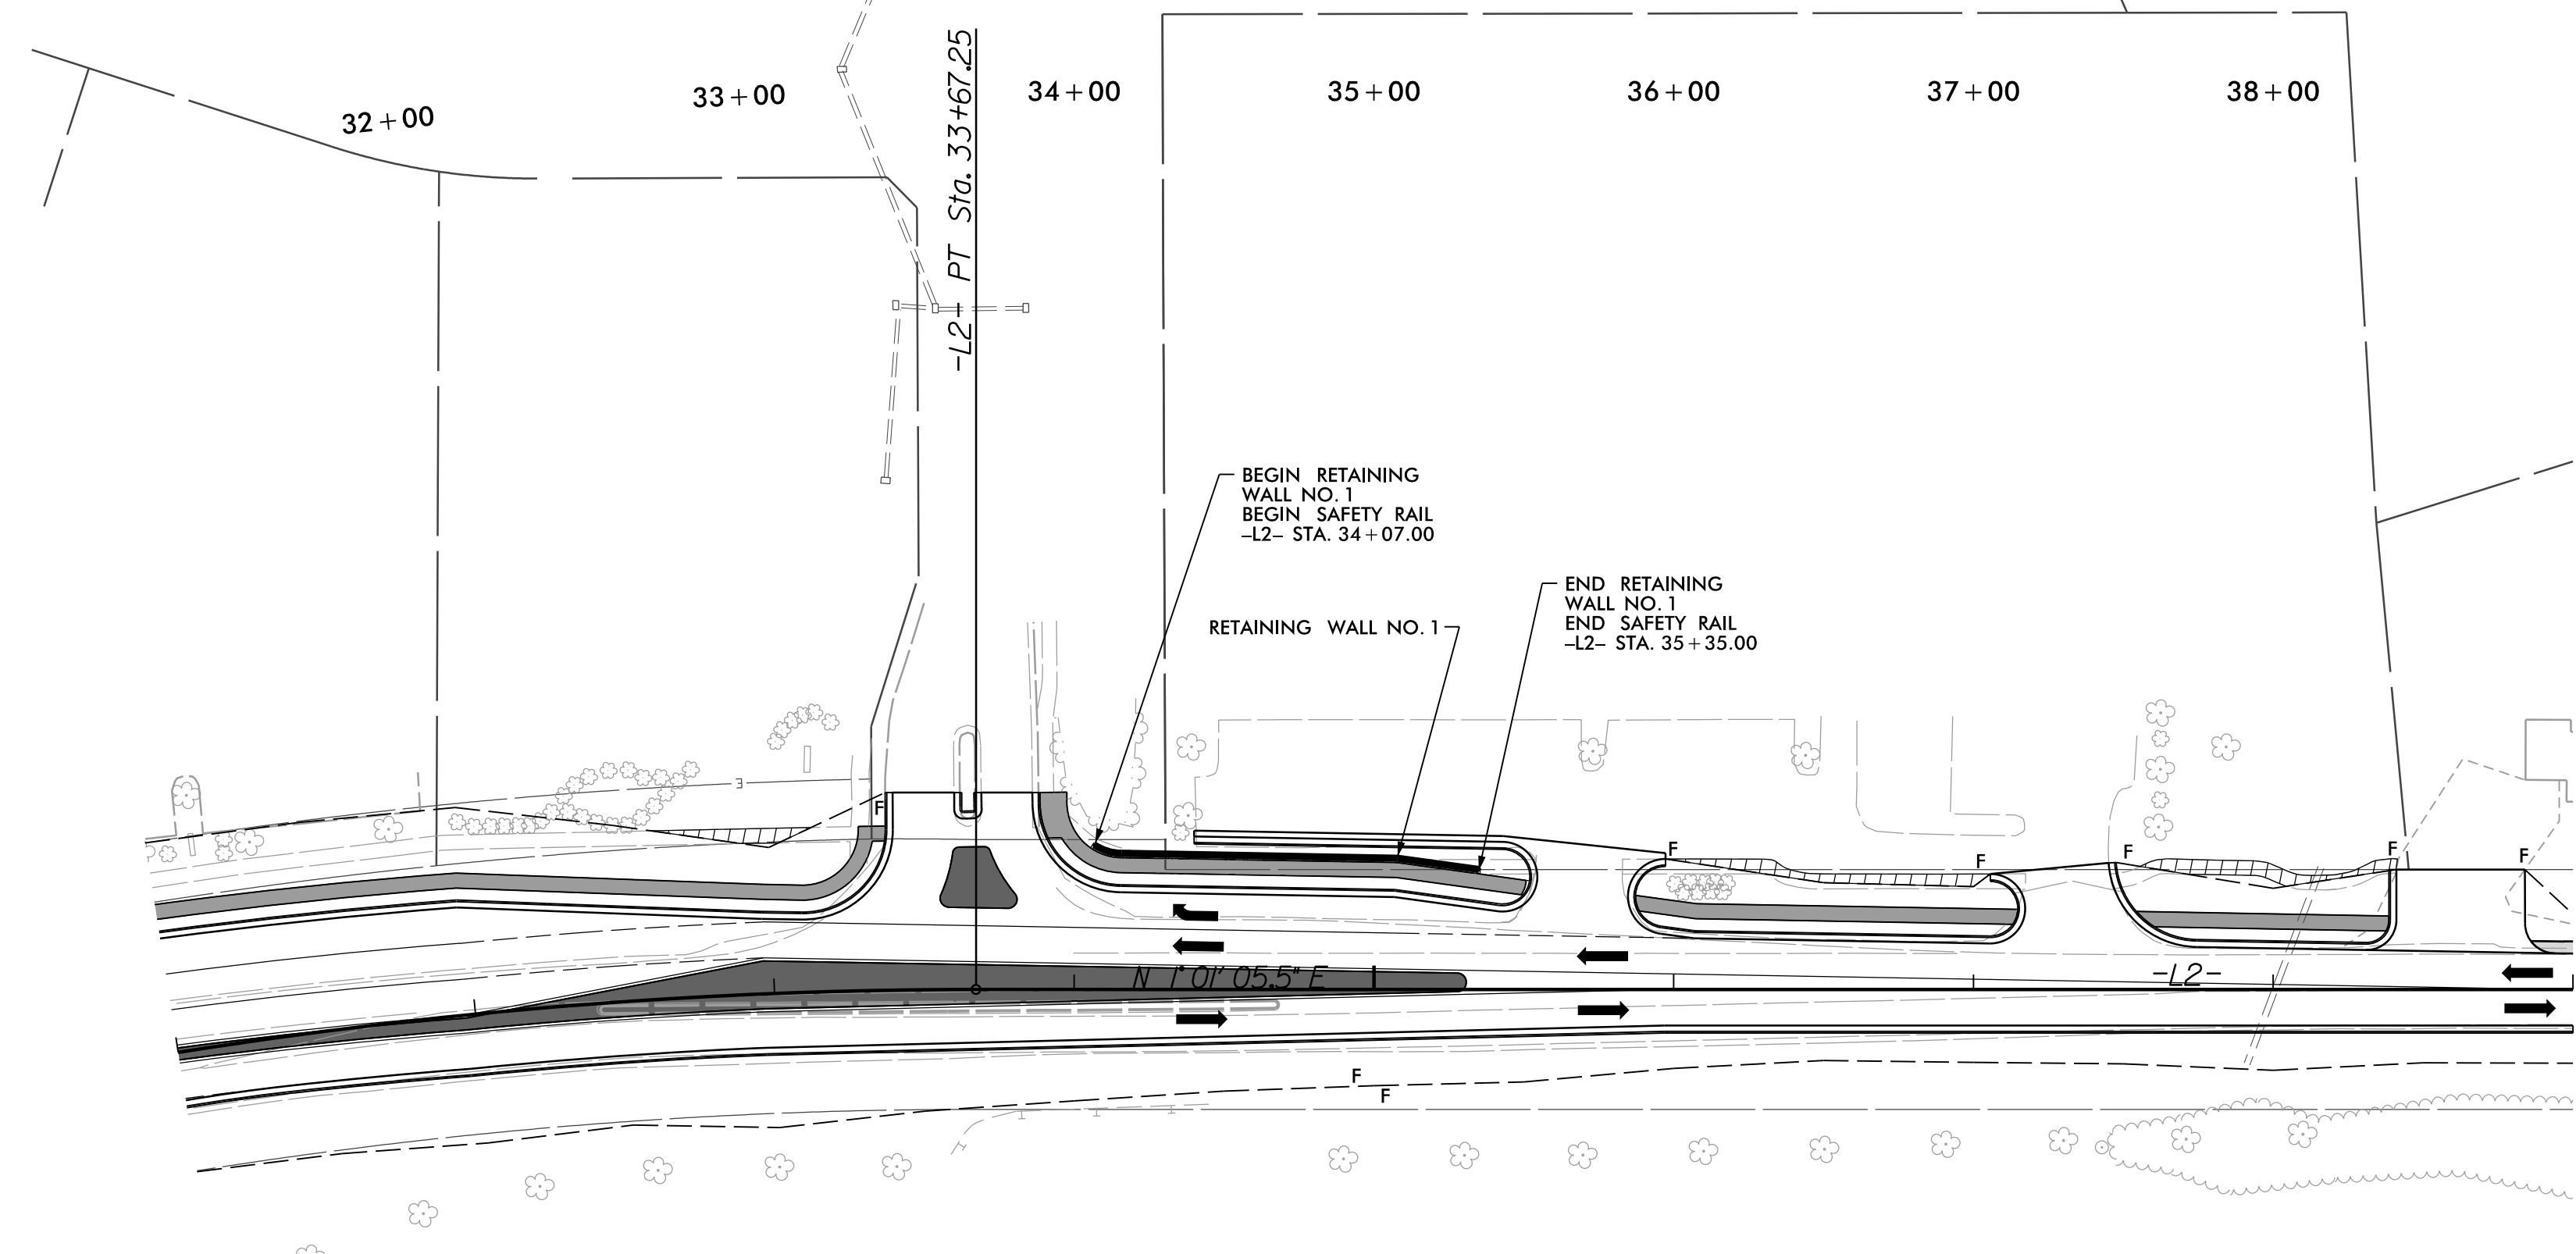 32+00
33+00
34+00
35+00
36+00
37+00
38+00
-L2- PT Sta. 33+67.25
BEGIN RETAINING
WALL NO. 1
BEGIN SAFETY RAIL
-L2- STA. 34+07.00
RETAINING WALL NO. 1
END RETAINING
WALL NO. 1
END SAFETY RAIL
-L2- STA. 35+35.00
E
F
F
F
F
F
F
N 1° 01' 05.5" E
-L2-
F
F